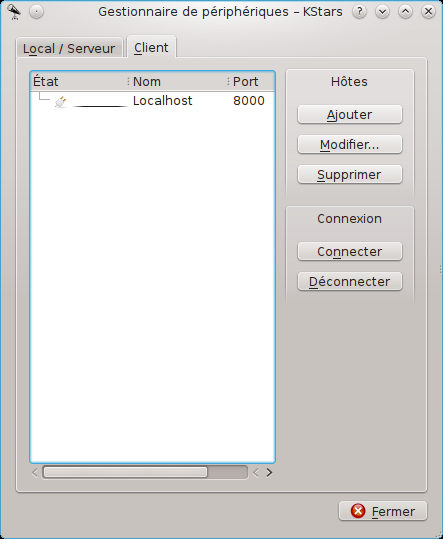 Gestionnaire de périphériques – KStars
Local / Serveur Client
État Nom Port
Localhost 8000
Hôtes
Ajouter
Modifier...
Supprimer
Connexion
Connecter
Déconnecter
Fermer